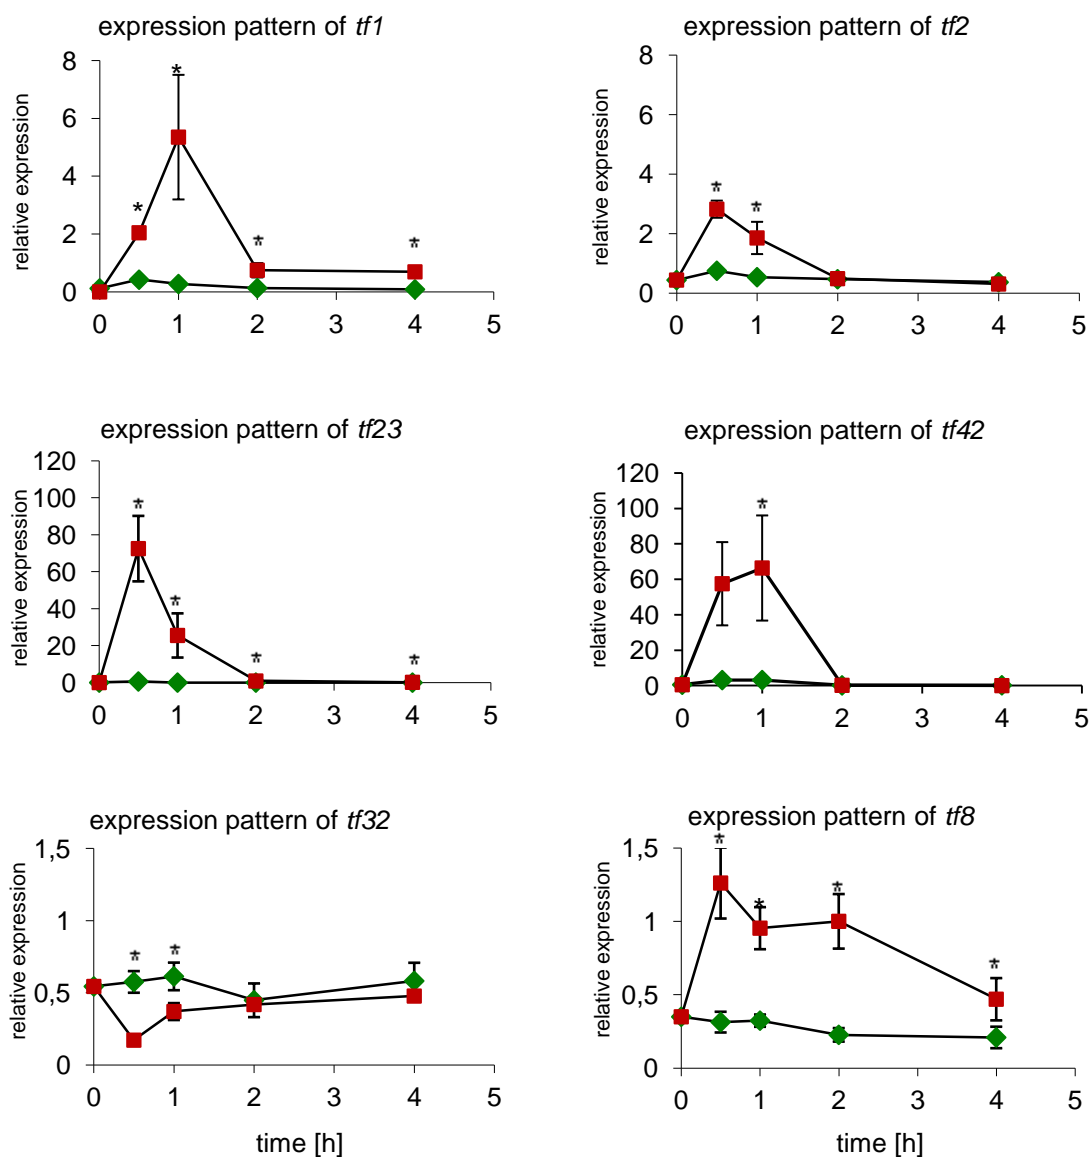 expression pattern of tf1
relative expression
8
6
4
2
0
0 1 2 3 4 5
* * * *
expression pattern of tf2
relative expression
8
6
4
2
0
0 1 2 3 4 5
* *
expression pattern of tf23
relative expression
120
100
80
60
40
20
0
0 1 2 3 4 5
* * * *
expression pattern of tf42
relative expression
120
100
80
60
40
20
0
0 1 2 3 4 5
*
expression pattern of tf32
relative expression
1,5
1
0,5
0
0 1 2 3 4 5
* *
time [h]
expression pattern of tf8
relative expression
1,5
1
0,5
0
0 1 2 3 4 5
* * * *
time [h]